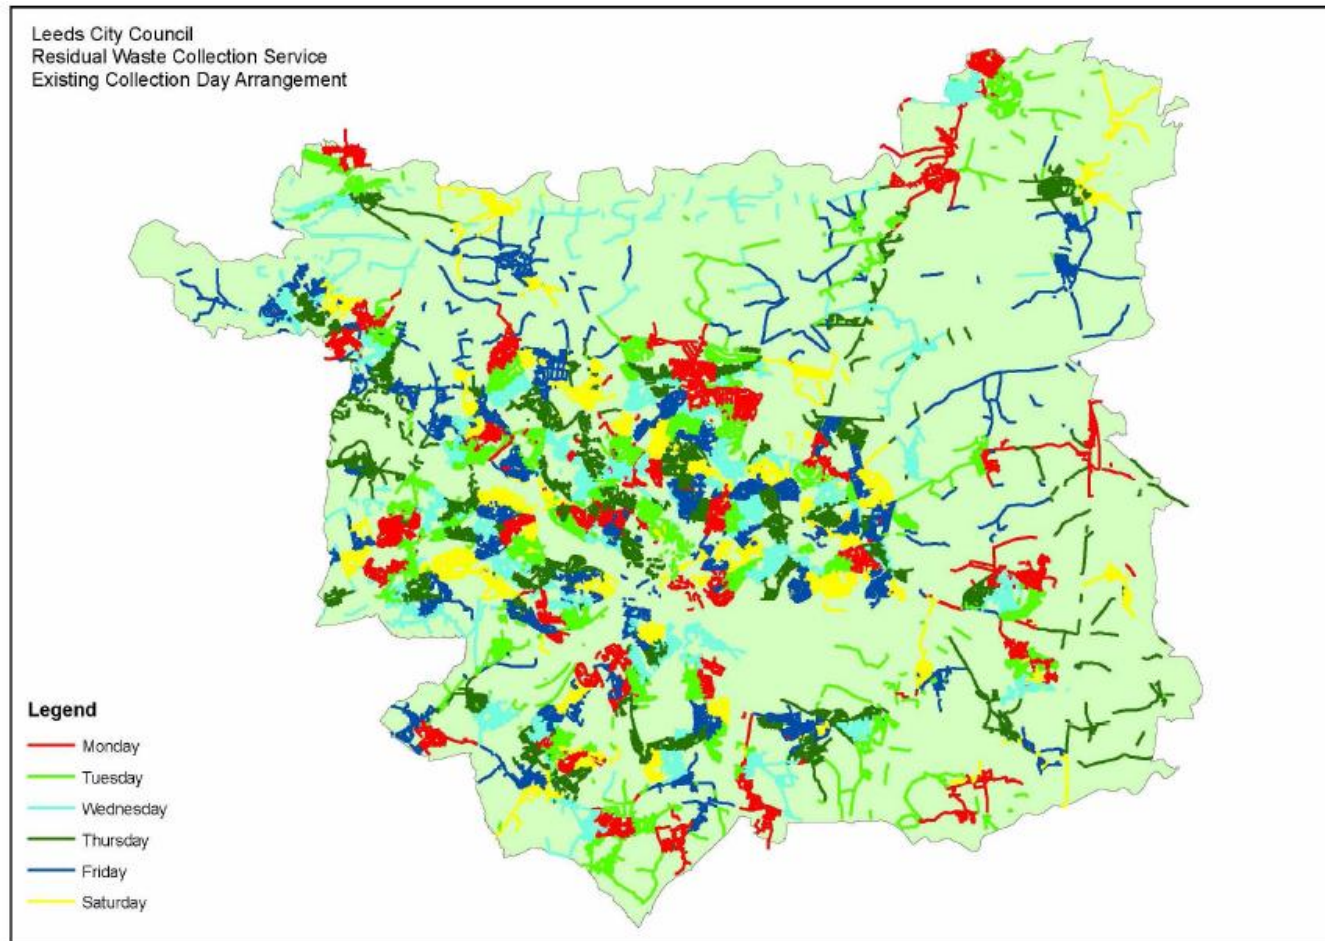 Leeds City Council
Residual Waste Collection Service
Existing Collection Day Arrangement
Legend
Monday
Tuesday
Wednesday
Thursday
Friday
Saturday